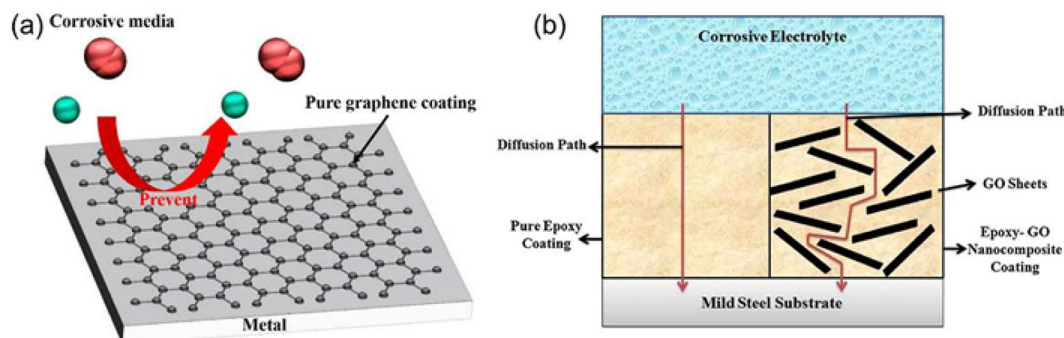 (a)
Corrosive media
Pure graphene coating
Prevent
Metal
(b)
Corrosive Electrolyte
Diffusion Path
Diffusion Path
GO Sheets
Pure Epoxy
Coating
Epoxy- GO
Nanocomposite
Coating
Mild Steel Substrate